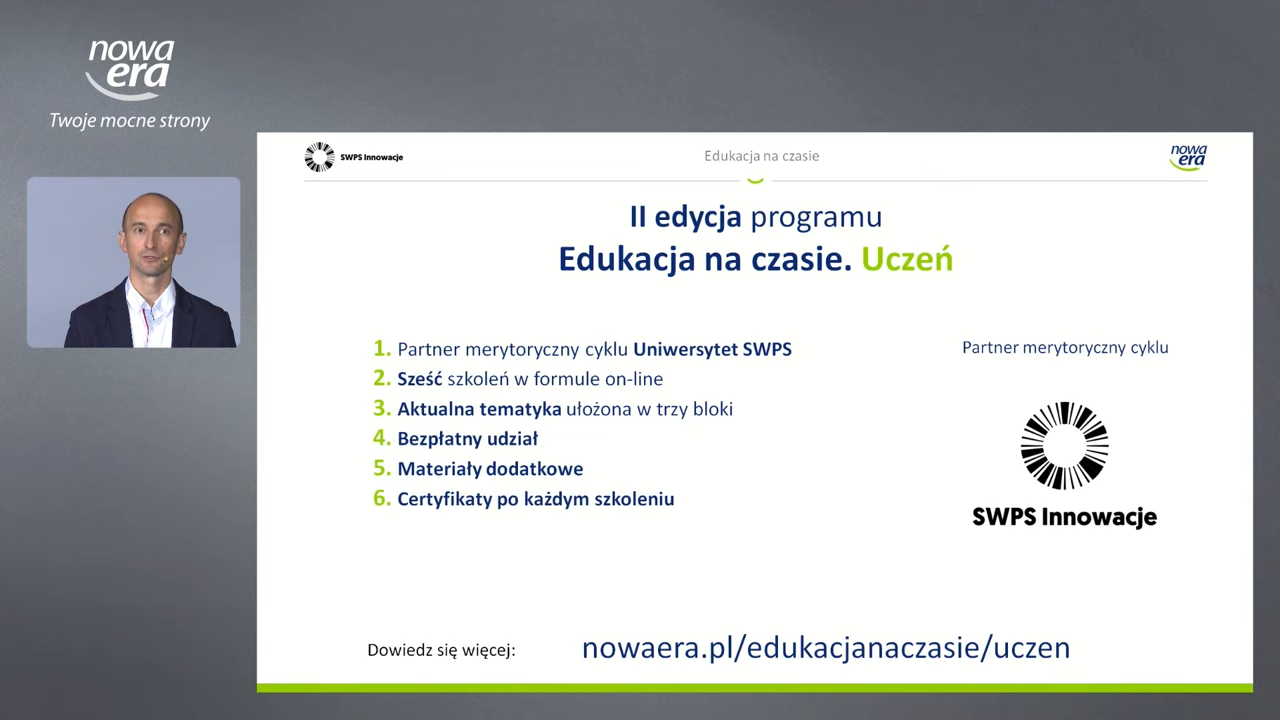 nowa
era
Twoje mocne strony
SWPS Innowacje
Edukacja na czasie
nowa
era
II edycja programu
Edukacja na czasie. Uczeń
1. Partner merytoryczny cyklu Uniwersytet SWPS
2. Sześć szkoleń w formule on-line
3. Aktualna tematyka ułożona w trzy bloki
4. Bezpłatny udział
5. Materiały dodatkowe
6. Certyfikaty po każdym szkoleniu
Partner merytoryczny cyklu
SWPS Innowacje
Dowiedz się więcej:
nowaera.pl/edukacjanaczasie/uczen